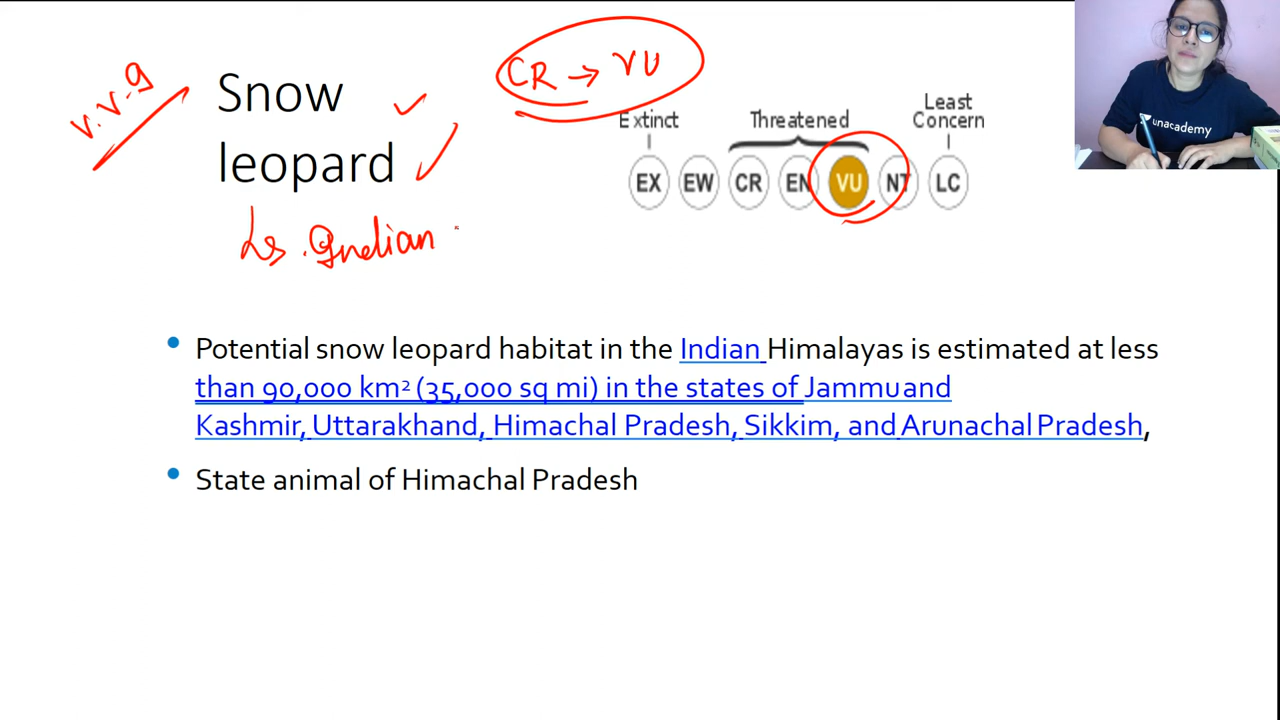 v.v.g
Snow
leopard
CR → VU
Extinct
Threatened
Least
Concern
EX EW CR EN VU NT LC
Indian
unacademy
• Potential snow leopard habitat in the Indian Himalayas is estimated at less
than 90,000 km² (35,000 sq mi) in the states of Jammu and
Kashmir, Uttarakhand, Himachal Pradesh, Sikkim, and Arunachal Pradesh,
• State animal of Himachal Pradesh